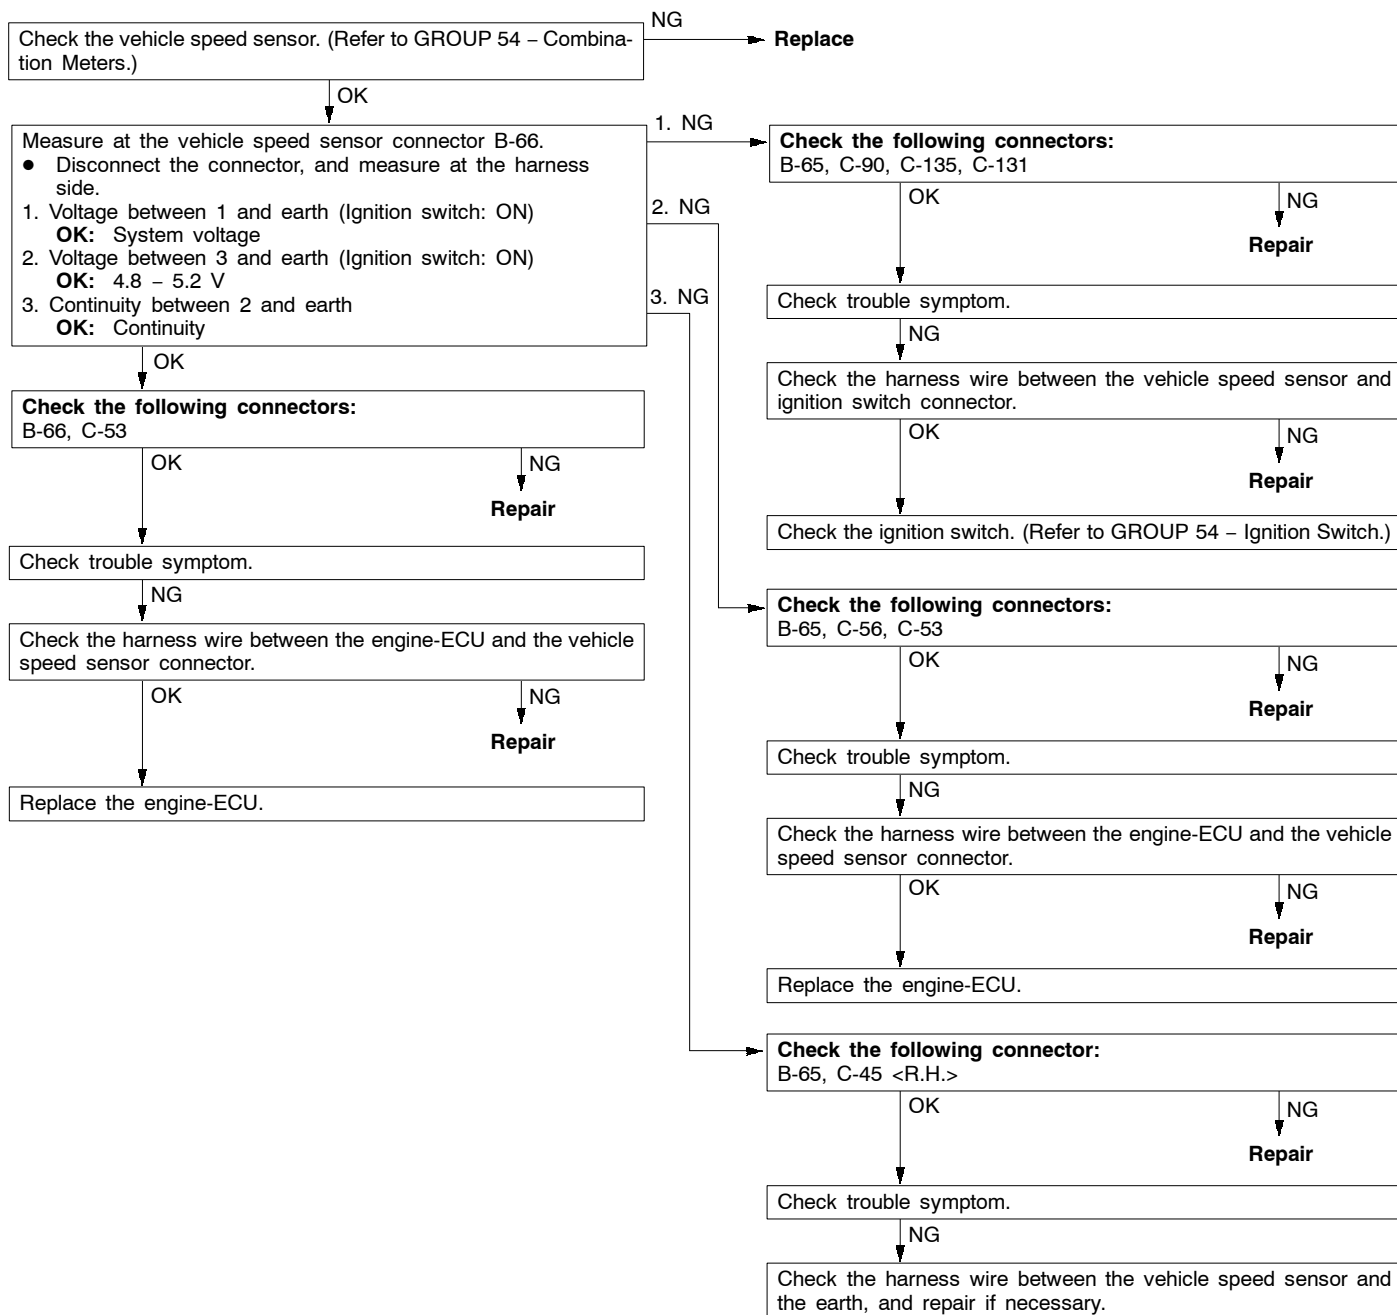 Check the vehicle speed sensor. (Refer to GROUP 54 – Combina-
tion Meters.)
NG
Replace
OK
Measure at the vehicle speed sensor connector B-66.
● Disconnect the connector, and measure at the harness
side.
1. Voltage between 1 and earth (Ignition switch: ON)
OK: System voltage
2. Voltage between 3 and earth (Ignition switch: ON)
OK: 4.8 – 5.2 V
3. Continuity between 2 and earth
OK: Continuity
OK
Check the following connectors:
B-66, C-53
OK
NG
Repair
Check trouble symptom.
NG
Check the harness wire between the engine-ECU and the vehicle
speed sensor connector.
OK
NG
Repair
Replace the engine-ECU.
1. NG
Check the following connectors:
B-65, C-90, C-135, C-131
OK
NG
Repair
Check trouble symptom.
NG
Check the harness wire between the vehicle speed sensor and
ignition switch connector.
OK
NG
Repair
Check the ignition switch. (Refer to GROUP 54 – Ignition Switch.)
2. NG
Check the following connectors:
B-65, C-56, C-53
OK
NG
Repair
Check trouble symptom.
NG
Check the harness wire between the engine-ECU and the vehicle
speed sensor connector.
OK
NG
Repair
Replace the engine-ECU.
3. NG
Check the following connector:
B-65, C-45 <R.H.>
OK
NG
Repair
Check trouble symptom.
NG
Check the harness wire between the vehicle speed sensor and
the earth, and repair if necessary.